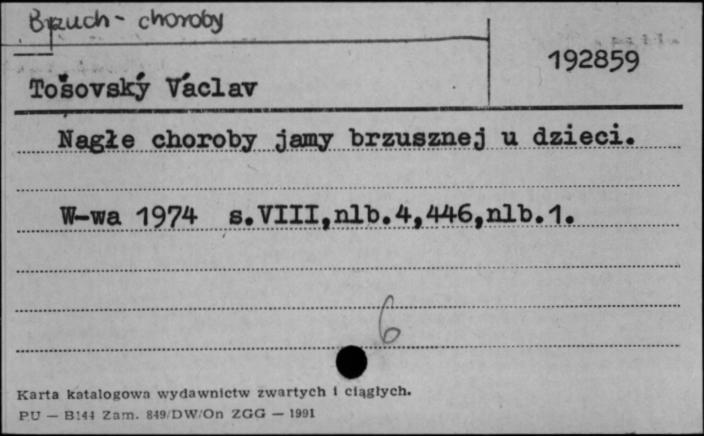 Brzuch - choroby
192859
Tošovský Václav
Nagłe choroby jamy brzusznej u dzieci.
W-wa 1974 s.VIII,nlb.4,446,nlb.1.
6
Karta katalogowa wydawnictw zwartych i ciągłych.
PU — B144 Zam. 849/DW/On ZGG — 1991